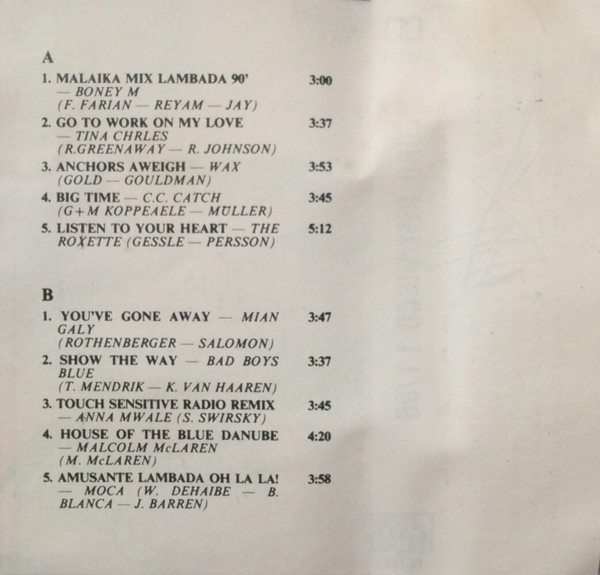 A
1. MALAIKA MIX LAMBADA 90' 3:00
— BONEY M
(F. FARIAN — REYAM — JAY)
2. GO TO WORK ON MY LOVE 3:37
— TINA CHRLES
(R.GREENAWAY — R. JOHNSON)
3. ANCHORS AWEIGH — WAX 3:53
(GOLD — GOULDMAN)
4. BIG TIME — C.C. CATCH 3:45
(G+M KOPPEAELE — MÜLLER)
5. LISTEN TO YOUR HEART — THE 5:12
ROXETTE (GESSLE — PERSSON)
B
1. YOU'VE GONE AWAY — MIAN 3:47
GALY
(ROTHENBERGER — SALOMON)
2. SHOW THE WAY — BAD BOYS 3:37
BLUE
(T. MENDRIK — K. VAN HAAREN)
3. TOUCH SENSITIVE RADIO REMIX 3:45
— ANNA MWALE (S. SWIRSKY)
4. HOUSE OF THE BLUE DANUBE 4:20
— MALCOLM McLAREN
(M. McLAREN)
5. AMUSANTE LAMBADA OH LA LA! 3:58
— MOCA (W. DEHAIBE — B.
BLANCA — J. BARREN)